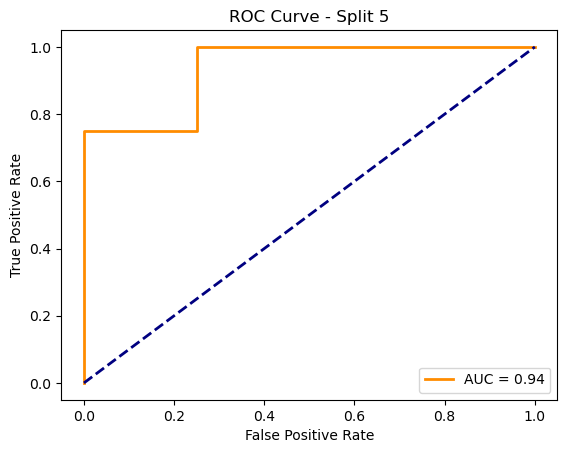 ROC Curve - Split 5
True Positive Rate
1.0
0.8
0.6
0.4
0.2
0.0
AUC = 0.94
0.0 0.2 0.4 0.6 0.8 1.0
False Positive Rate